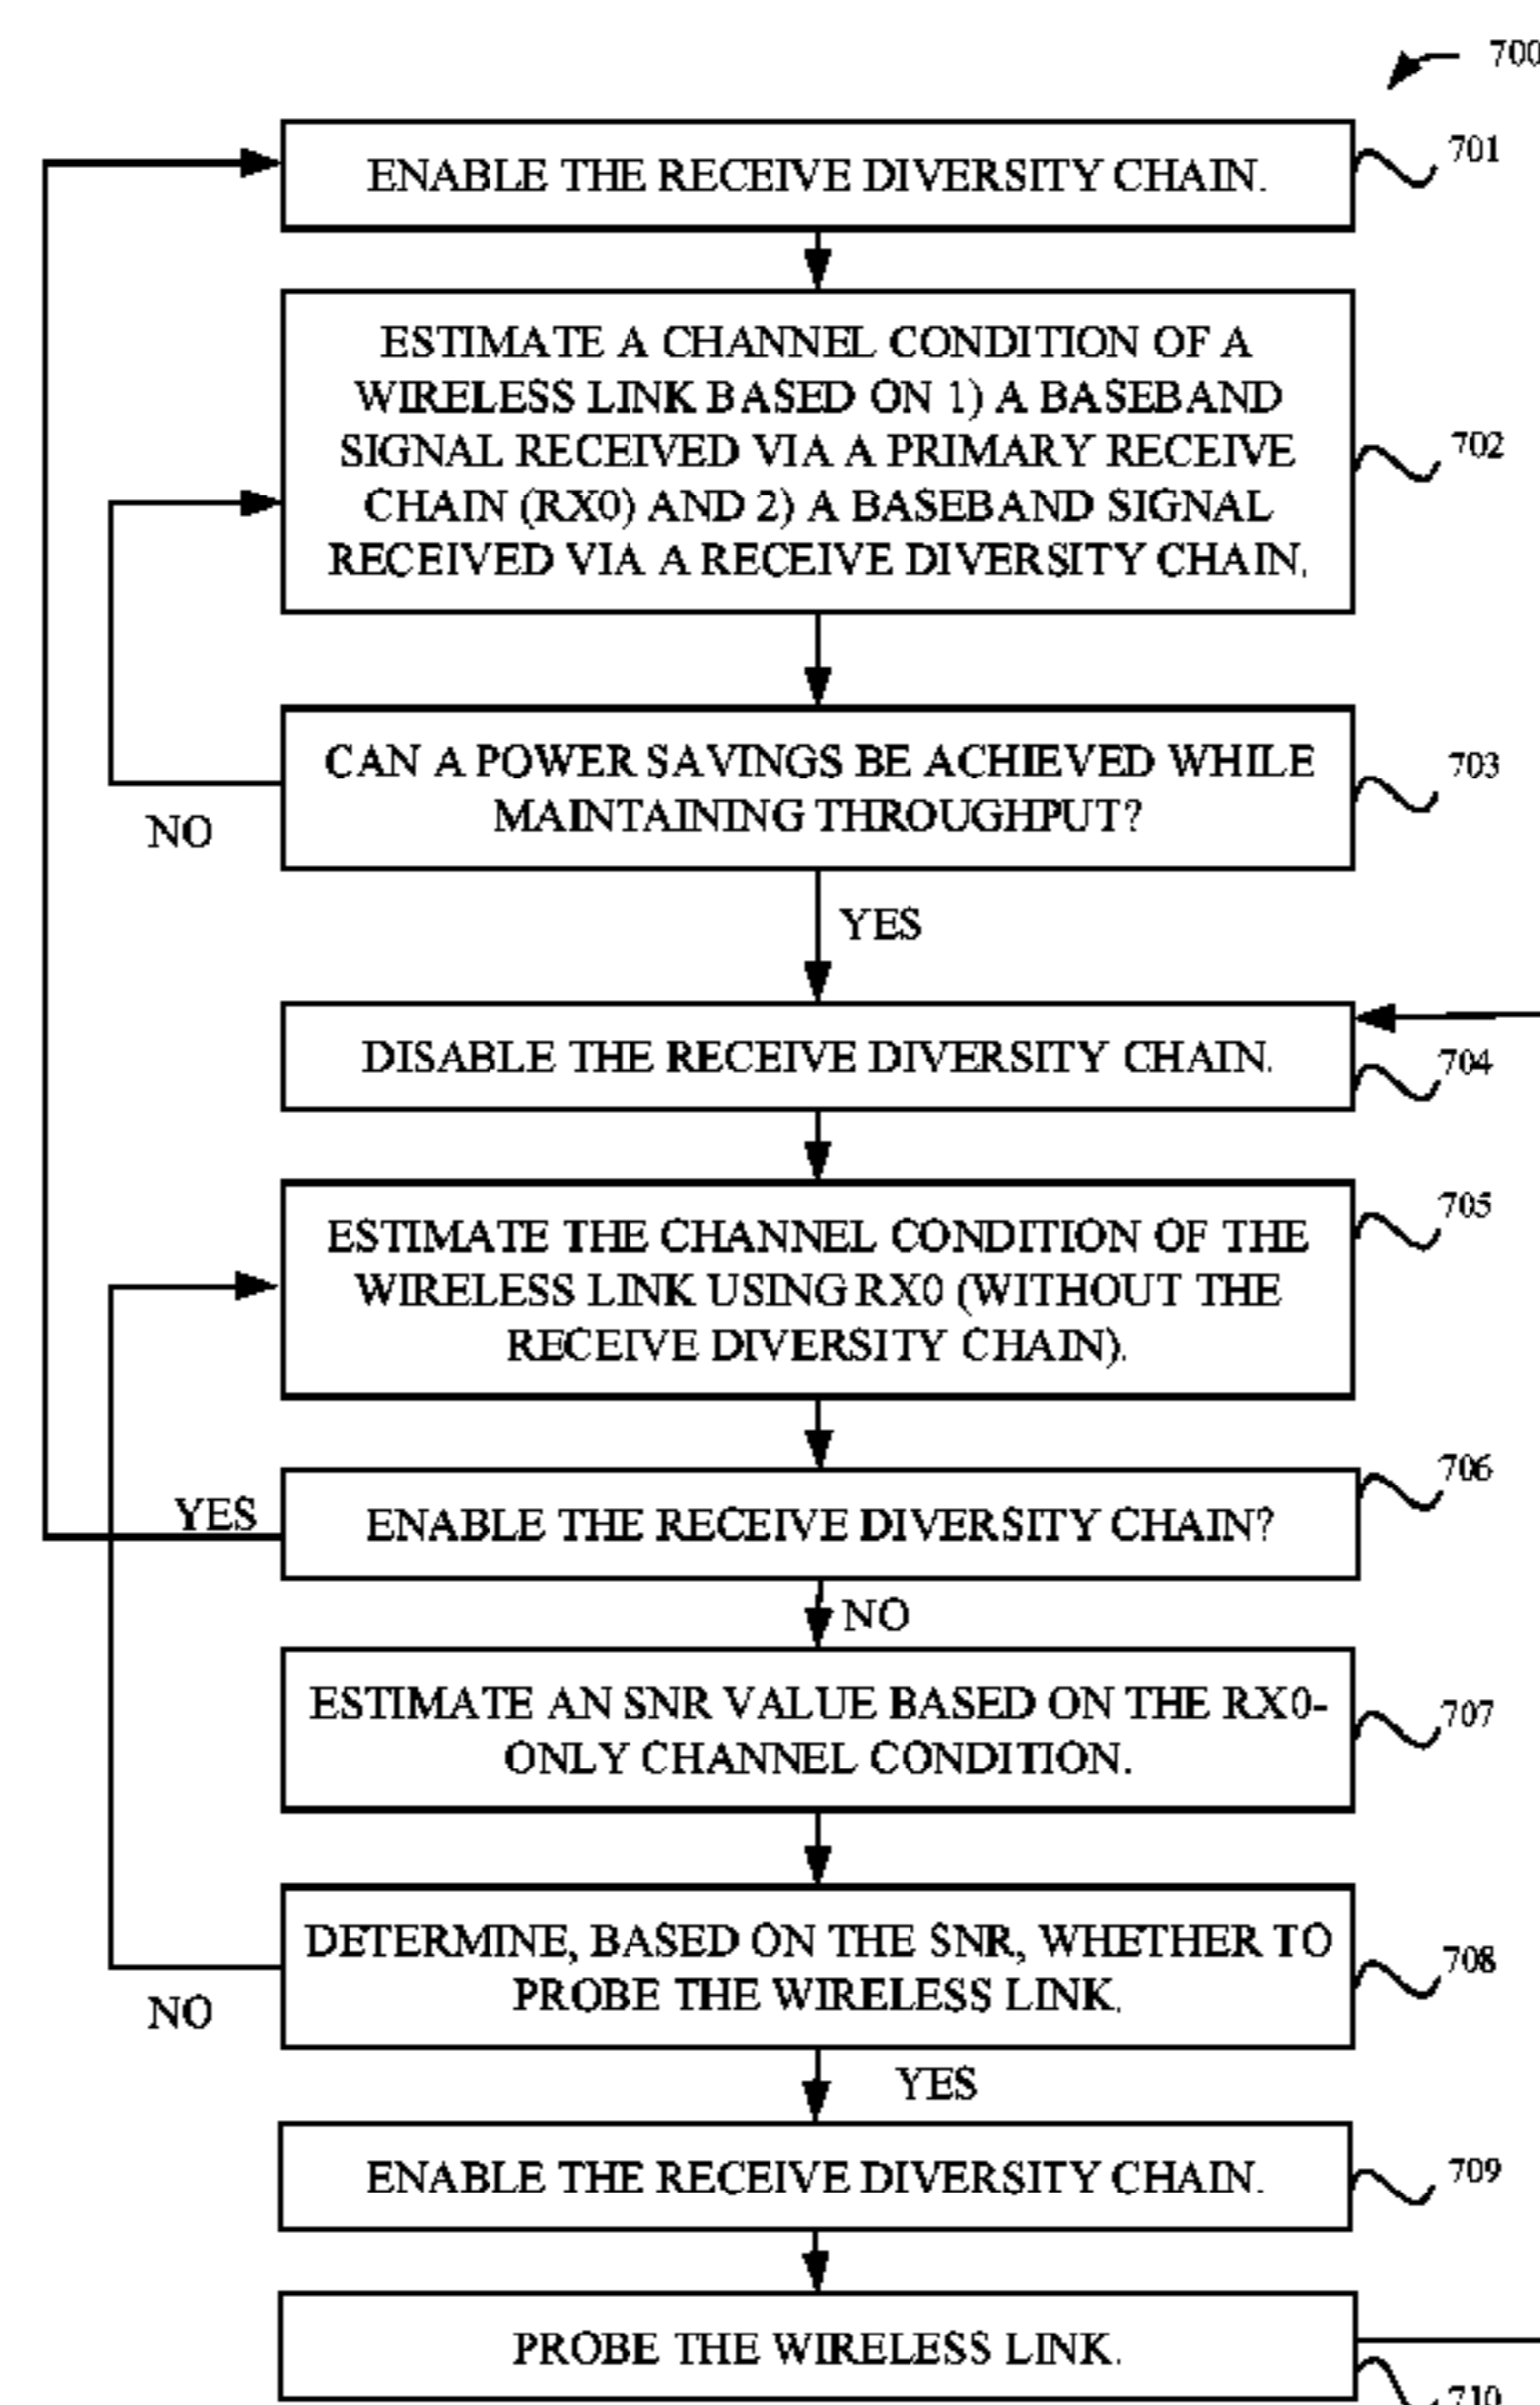 700
ENABLE THE RECEIVE DIVERSITY CHAIN.
701
ESTIMATE A CHANNEL CONDITION OF A
WIRELESS LINK BASED ON 1) A BASEBAND
SIGNAL RECEIVED VIA A PRIMARY RECEIVE
CHAIN (RX0) AND 2) A BASEBAND SIGNAL
RECEIVED VIA A RECEIVE DIVERSITY CHAIN.
702
CAN A POWER SAVINGS BE ACHIEVED WHILE
MAINTAINING THROUGHPUT?
703
NO
YES
DISABLE THE RECEIVE DIVERSITY CHAIN.
704
ESTIMATE THE CHANNEL CONDITION OF THE
WIRELESS LINK USING RX0 (WITHOUT THE
RECEIVE DIVERSITY CHAIN).
705
ENABLE THE RECEIVE DIVERSITY CHAIN?
706
YES
NO
ESTIMATE AN SNR VALUE BASED ON THE RX0-
ONLY CHANNEL CONDITION.
707
DETERMINE, BASED ON THE SNR, WHETHER TO
PROBE THE WIRELESS LINK.
708
NO
YES
ENABLE THE RECEIVE DIVERSITY CHAIN.
709
PROBE THE WIRELESS LINK.
710